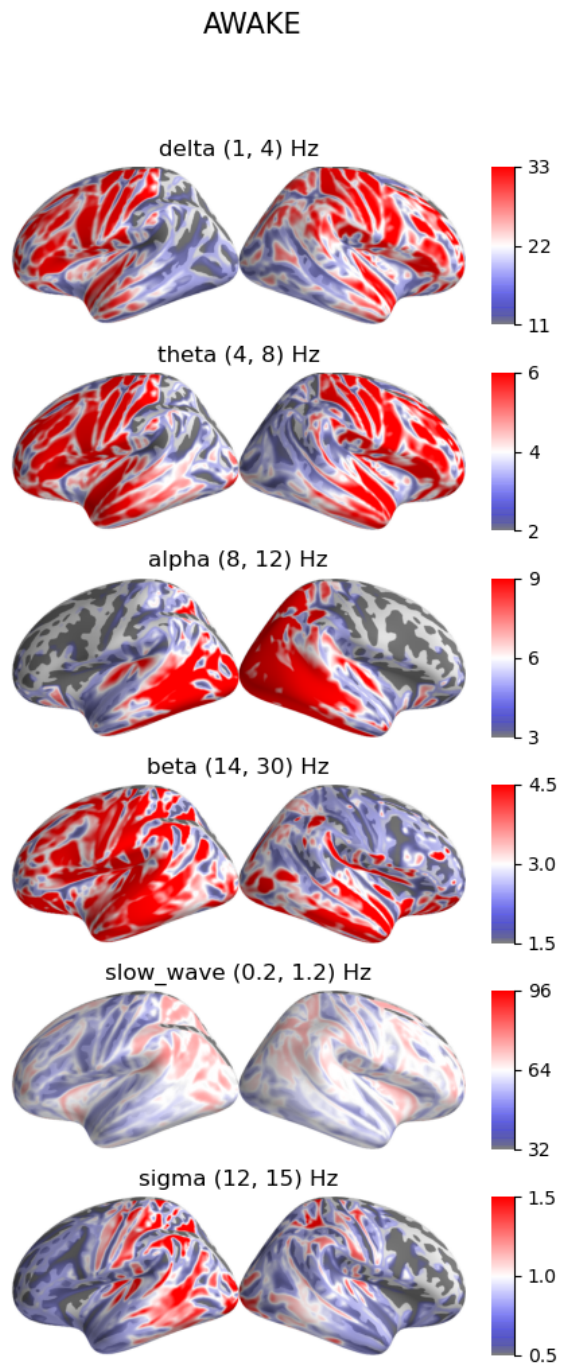 AWAKE
delta (1, 4) Hz
33
22
11
theta (4, 8) Hz
6
4
2
alpha (8, 12) Hz
9
6
3
beta (14, 30) Hz
4.5
3.0
1.5
slow_wave (0.2, 1.2) Hz
96
64
32
sigma (12, 15) Hz
1.5
1.0
0.5